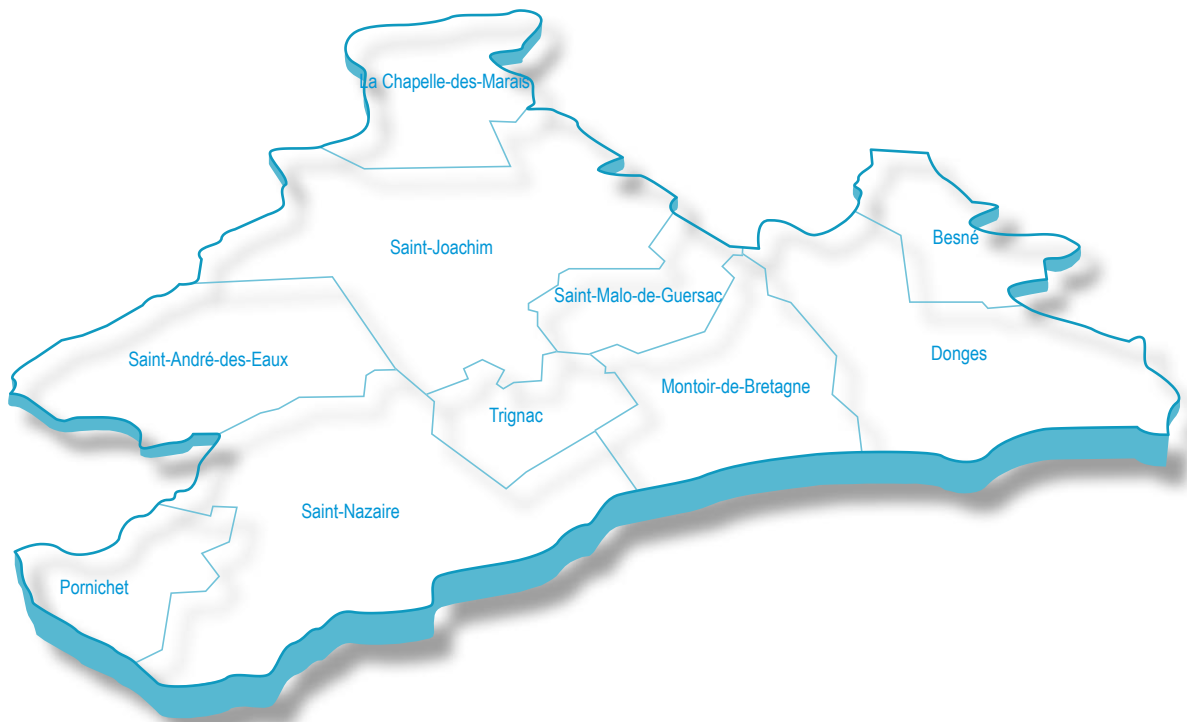 La Chapelle-des-Marais
Besné
Saint-Joachim
Saint-Malo-de-Guersac
Saint-André-des-Eaux
Donges
Montoir-de-Bretagne
Trignac
Saint-Nazaire
Pornichet